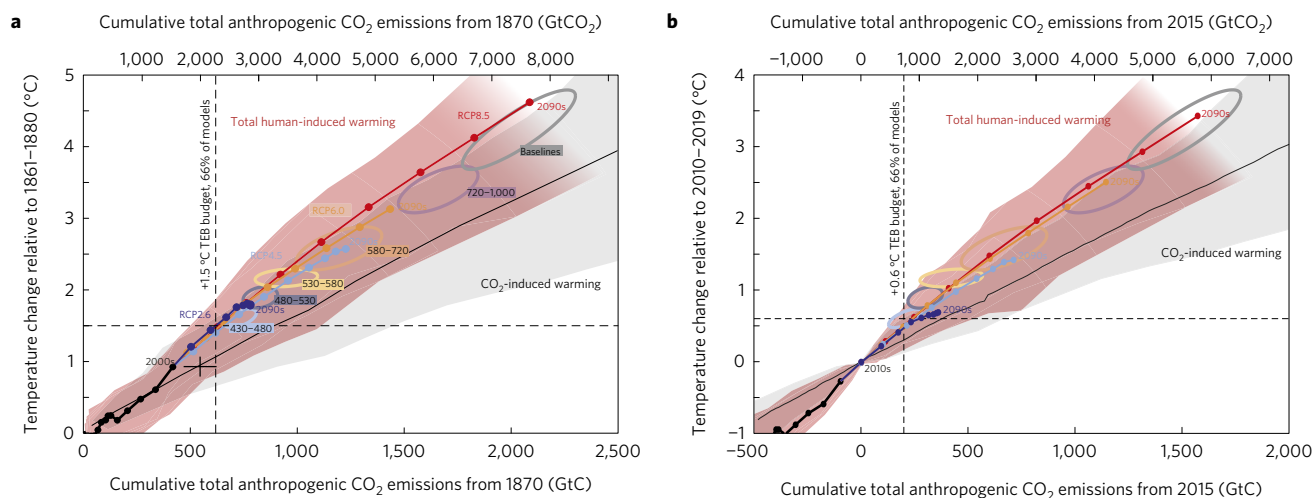 a
Cumulative total anthropogenic CO₂ emissions from 1870 (GtCO₂)
1,000 2,000 3,000 4,000 5,000 6,000 7,000 8,000
Temperature change relative to 1861–1880 (°C)
5
4
3
2
1
0
+1.5 °C TEB budget, 66% of models
Total human-induced warming
RCP8.5
2090s
Baselines
720–1,000
RCP6.0
580–720
RCP4.5
530–580
CO₂-induced warming
480–530
RCP2.6
2090s
430–480
2000s
0 500 1,000 1,500 2,000 2,500
Cumulative total anthropogenic CO₂ emissions from 1870 (GtC)
b
Cumulative total anthropogenic CO₂ emissions from 2015 (GtCO₂)
−1,000 0 1,000 2,000 3,000 4,000 5,000 6,000 7,000
Temperature change relative to 2010–2019 (°C)
4
3
2
1
0
−1
+0.6 °C TEB budget, 66% of models
Total human-induced warming
2090s
CO₂-induced warming
2090s
2010s
−500 0 500 1,000 1,500 2,000
Cumulative total anthropogenic CO₂ emissions from 2015 (GtC)